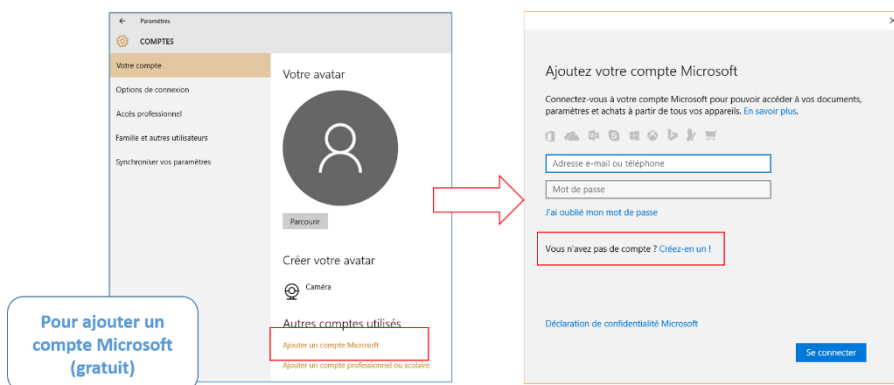 ← Paramètres
COMPTES
Votre compte
Options de connexion
Accès professionnel
Famille et autres utilisateurs
Synchroniser vos paramètres
Votre avatar
Parcourir
Créer votre avatar
Caméra
Autres comptes utilisés
Ajouter un compte Microsoft
Ajouter un compte professionnel ou scolaire
Pour ajouter un
compte Microsoft
(gratuit)
Ajoutez votre compte Microsoft
Connectez-vous à votre compte Microsoft pour pouvoir accéder à vos documents,
paramètres et achats à partir de tous vos appareils. En savoir plus.
Adresse e-mail ou téléphone
Mot de passe
J'ai oublié mon mot de passe
Vous n'avez pas de compte ? Créez-en un !
Déclaration de confidentialité Microsoft
Se connecter